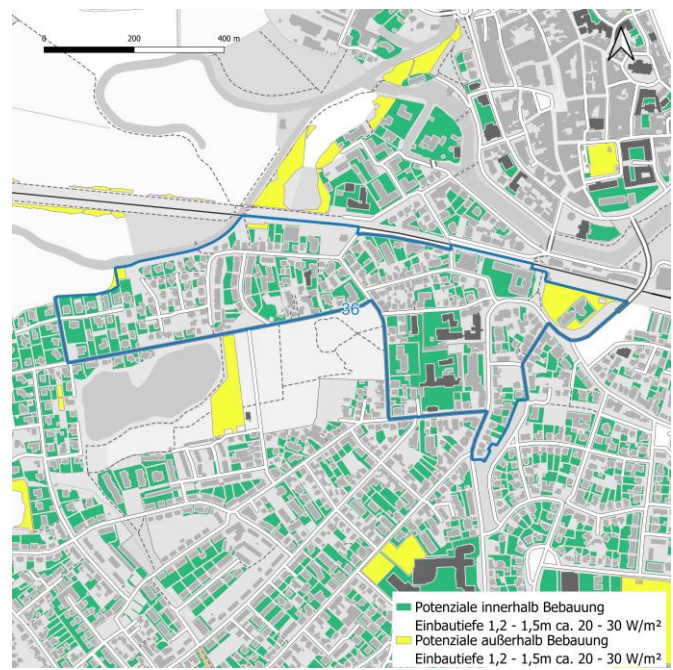 0 200 400 m
36
Potenziale innerhalb Bebauung
Einbautiefe 1,2 - 1,5m ca. 20 - 30 W/m²
Potenziale außerhalb Bebauung
Einbautiefe 1,2 - 1,5m ca. 20 - 30 W/m²